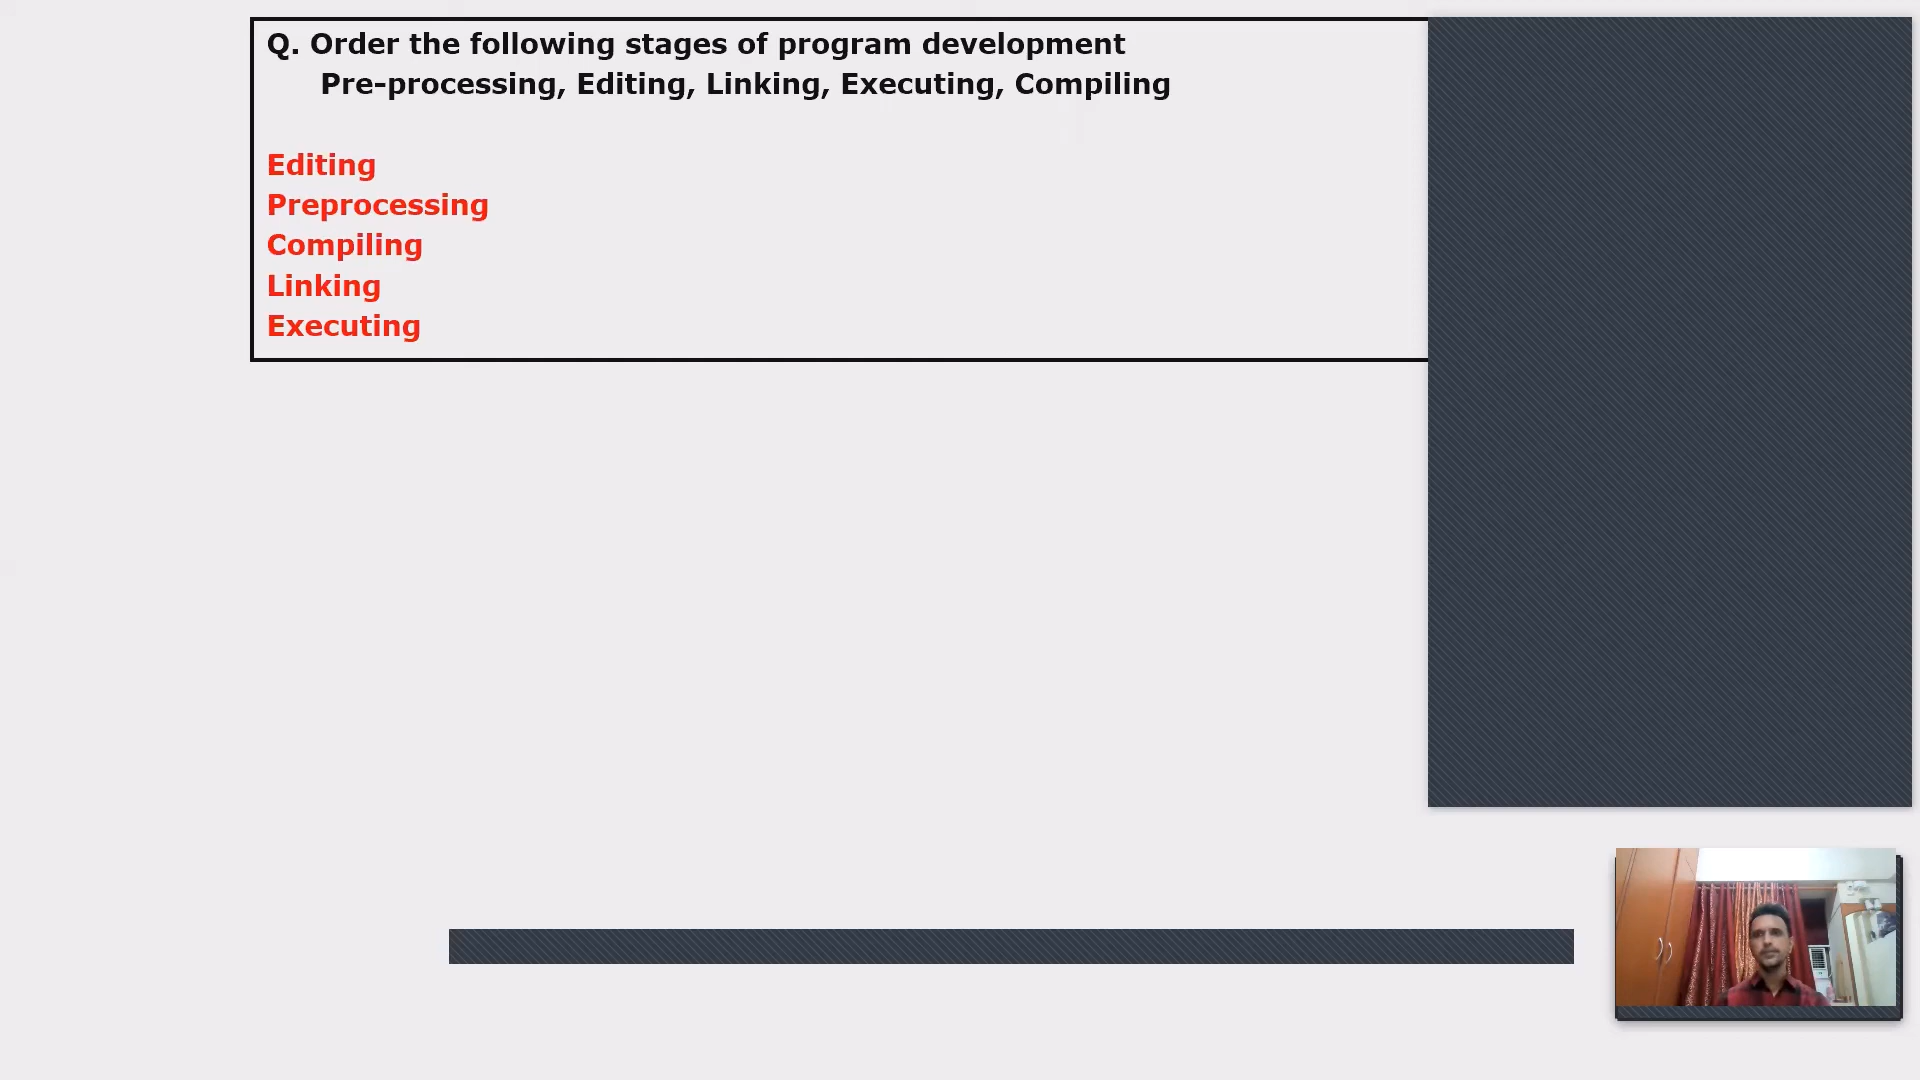 Q. Order the following stages of program development
Pre-processing, Editing, Linking, Executing, Compiling
Editing
Preprocessing
Compiling
Linking
Executing